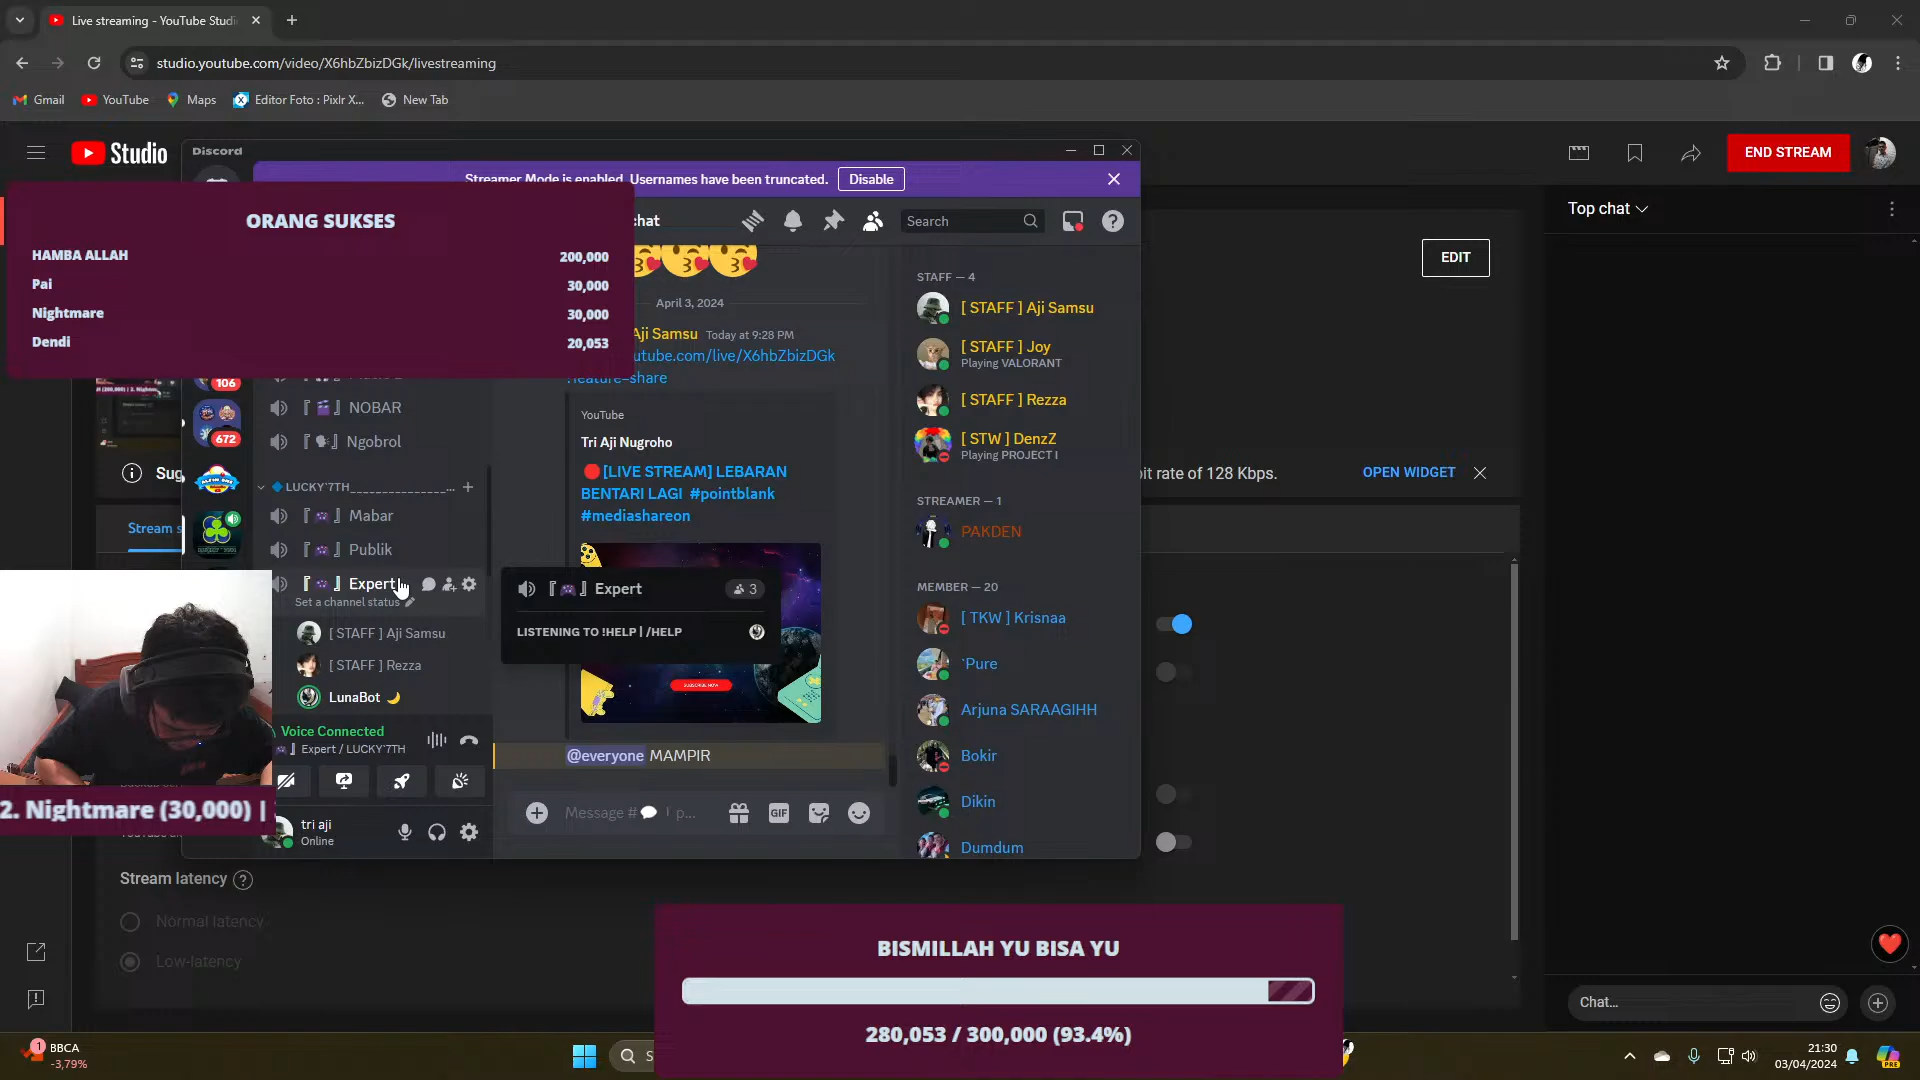 Live streaming - YouTube Studi
studio.youtube.com/video/X6hbZbizDGk/livestreaming
Gmail
YouTube
Maps
Editor Foto : Pixlr X...
New Tab
Studio
END STREAM
Discord
Streamer Mode is enabled. Usernames have been truncated.
Disable
ORANG SUKSES
HAMBA ALLAH 200,000
Pai 30,000
Nightmare 30,000
Dendi 20,053
chat
Search
Top chat
EDIT
April 3, 2024
Aji Samsu Today at 9:28 PM
utube.com/live/X6hbZbizDGk
?feature=share
YouTube
Tri Aji Nugroho
[LIVE STREAM] LEBARAN
BENTARI LAGI #pointblank
#mediashareon
SUBSCRIBE NOW
@everyone MAMPIR
106
672
『🎬』 NOBAR
『🗣』 Ngobrol
LUCKY'7TH_______________...
『🎮』 Mabar
『🎮』 Publik
『🎮』 Expert
Set a channel status
[ STAFF ] Aji Samsu
[ STAFF ] Rezza
LunaBot 🌙
Voice Connected
🎮』 Expert / LUCKY'7TH
tri aji
Online
『🎮』 Expert
3
LISTENING TO !HELP | /HELP
Message #💬 | p...
GIF
STAFF — 4
[ STAFF ] Aji Samsu
[ STAFF ] Joy
Playing VALORANT
[ STAFF ] Rezza
[ STW ] DenzZ
Playing PROJECT I
STREAMER — 1
PAKDEN
MEMBER — 20
[ TKW ] Krisnaa
`Pure
Arjuna SARAAGIHH
Bokir
Dikin
Dumdum
Sug
it rate of 128 Kbps.
OPEN WIDGET
Stream s
2. Nightmare (30,000) |
Stream latency
Normal latency
Low-latency
BISMILLAH YU BISA YU
280,053 / 300,000 (93.4%)
Chat...
1
BBCA
-3,79%
S
21:30
03/04/2024
PRE